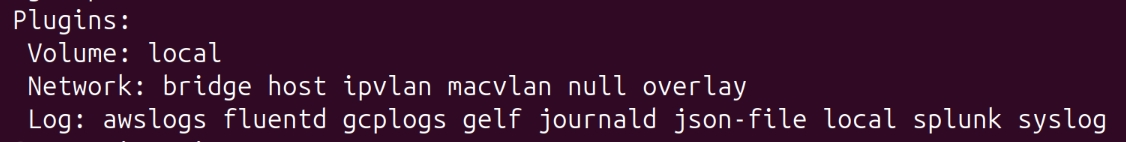 Plugins:
Volume: local
Network: bridge host ipvlan macvlan null overlay
Log: awslogs fluentd gcplogs gelf journald json-file local splunk syslog